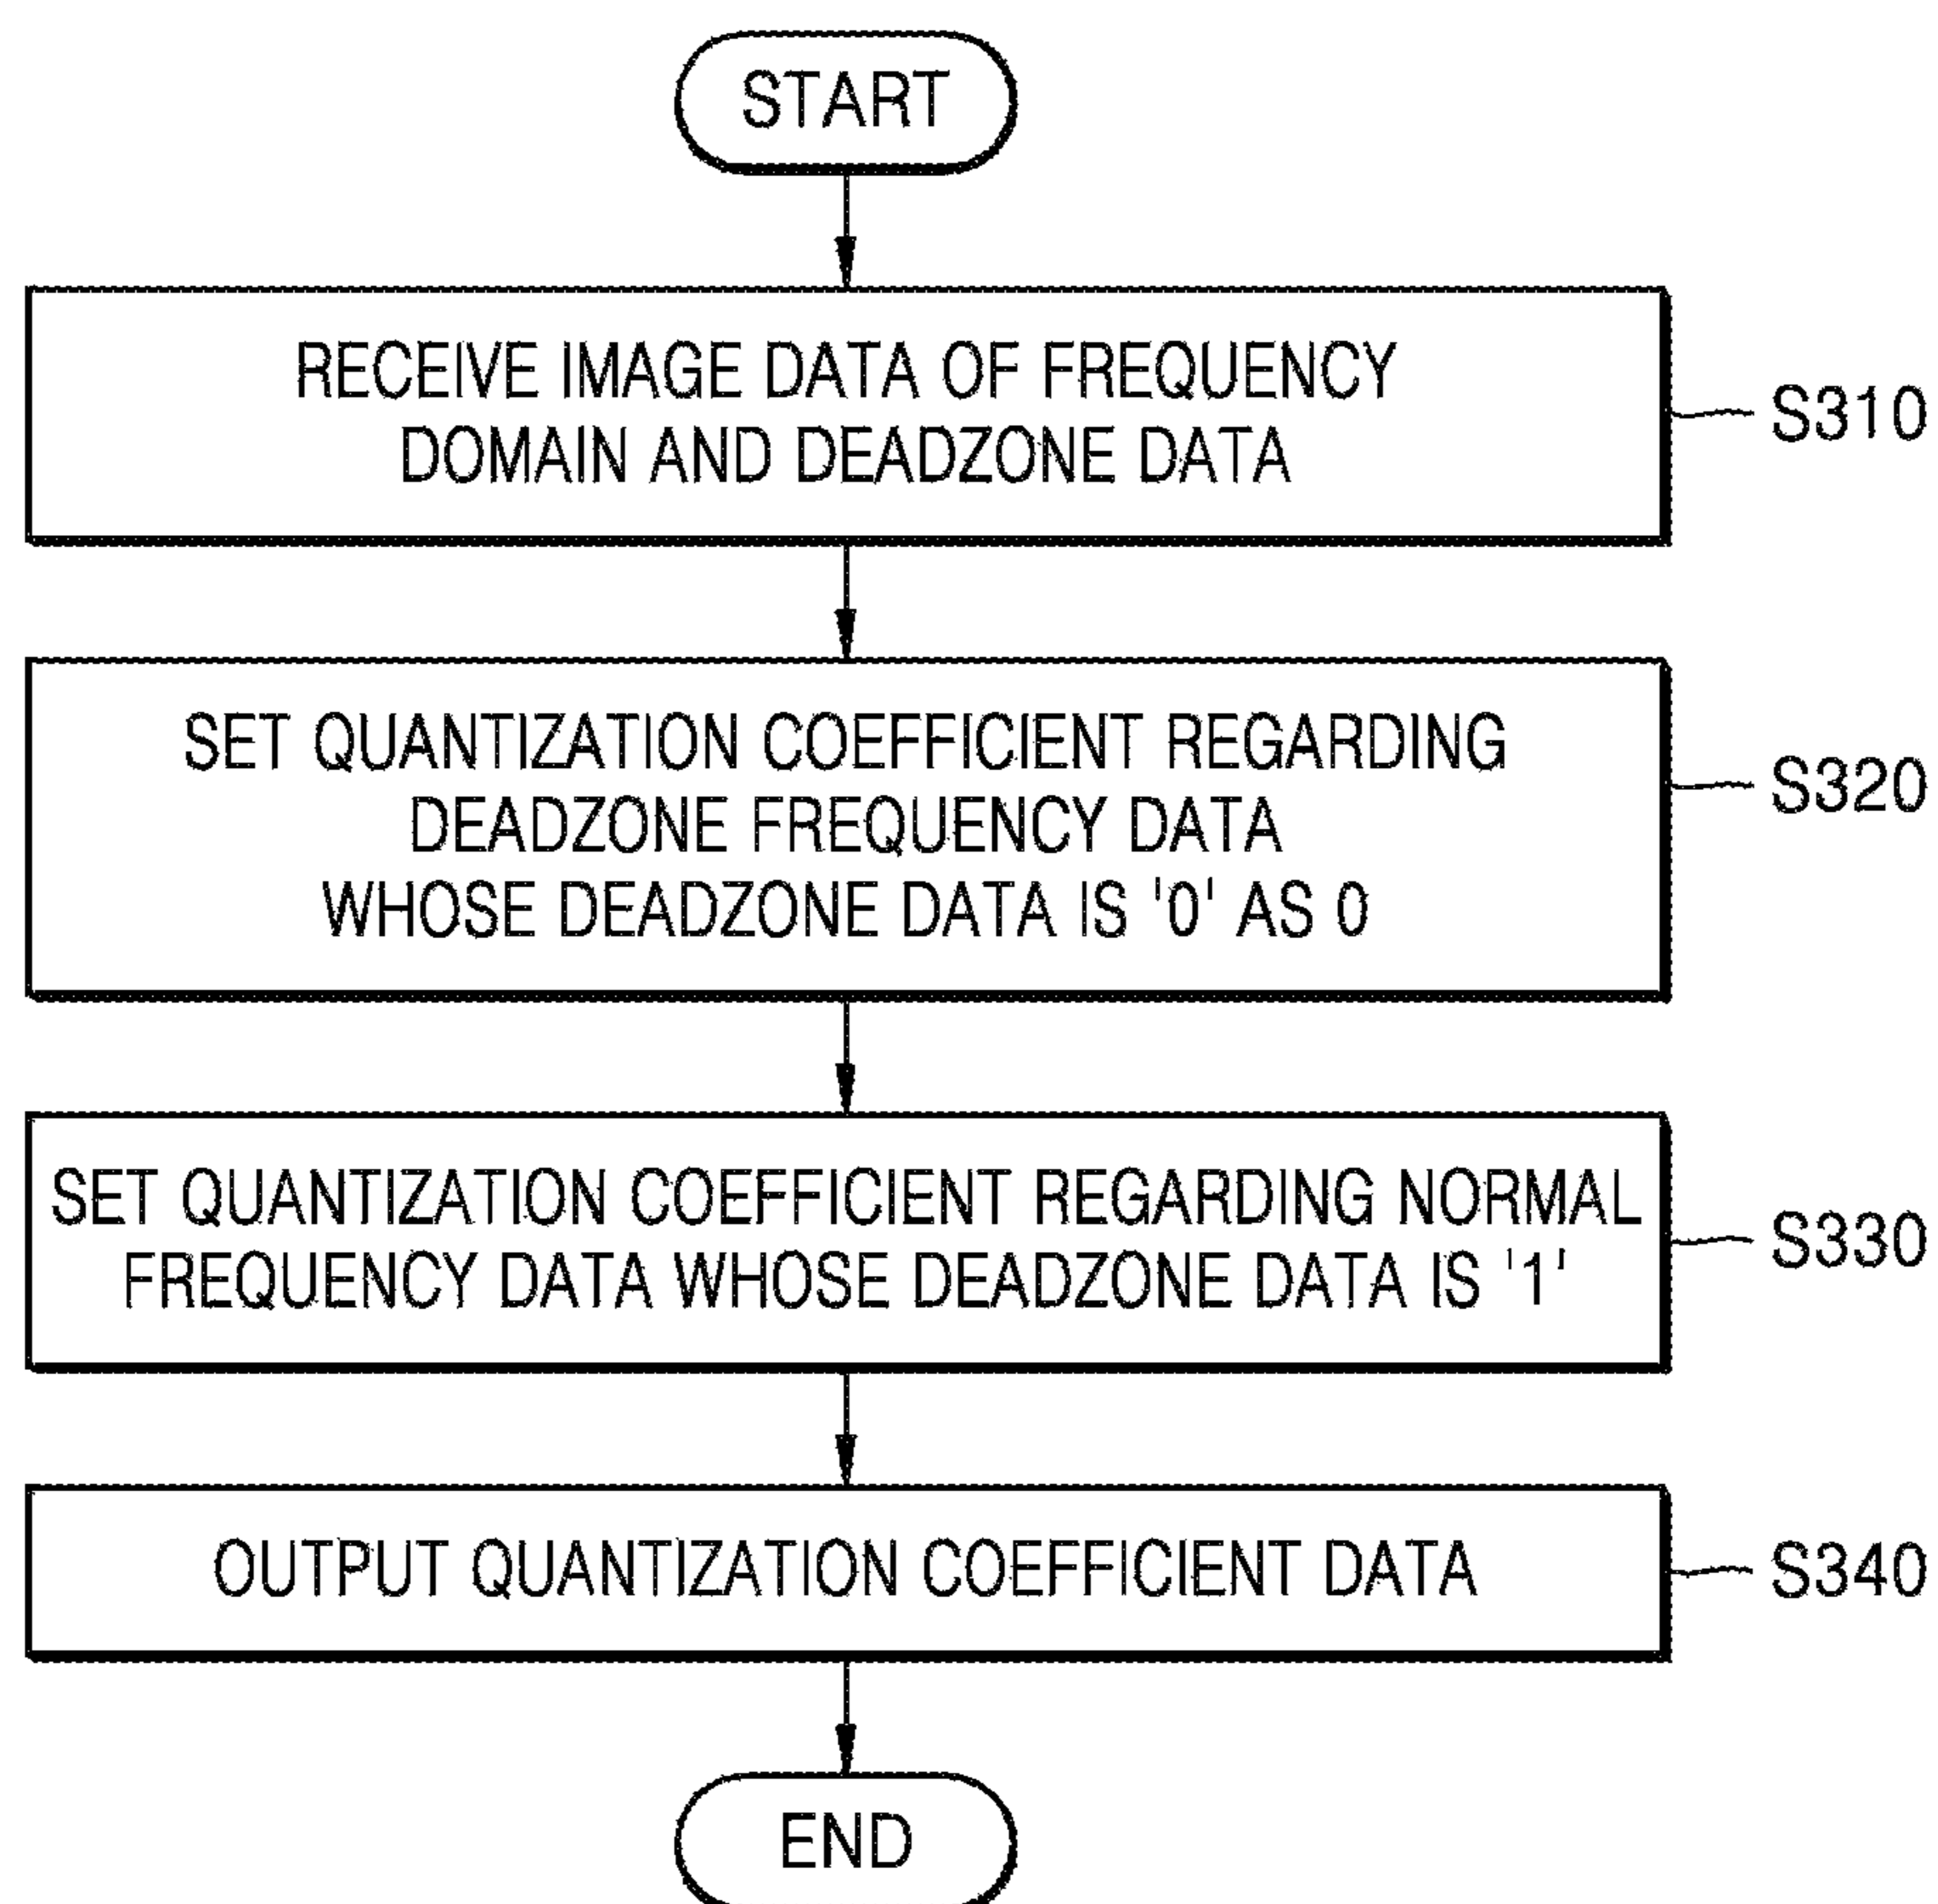 START
RECEIVE IMAGE DATA OF FREQUENCY
DOMAIN AND DEADZONE DATA
S310
SET QUANTIZATION COEFFICIENT REGARDING
DEADZONE FREQUENCY DATA
WHOSE DEADZONE DATA IS '0' AS 0
S320
SET QUANTIZATION COEFFICIENT REGARDING NORMAL
FREQUENCY DATA WHOSE DEADZONE DATA IS '1'
S330
OUTPUT QUANTIZATION COEFFICIENT DATA
S340
END